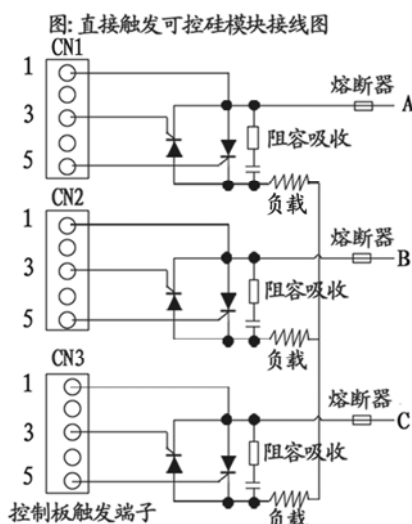 图: 直接触发可控硅模块接线图
CN1
1
3
5
熔断器
A
阻容吸收
负载
CN2
1
3
5
熔断器
B
阻容吸收
负载
CN3
1
3
5
熔断器
C
阻容吸收
负载
控制板触发端子